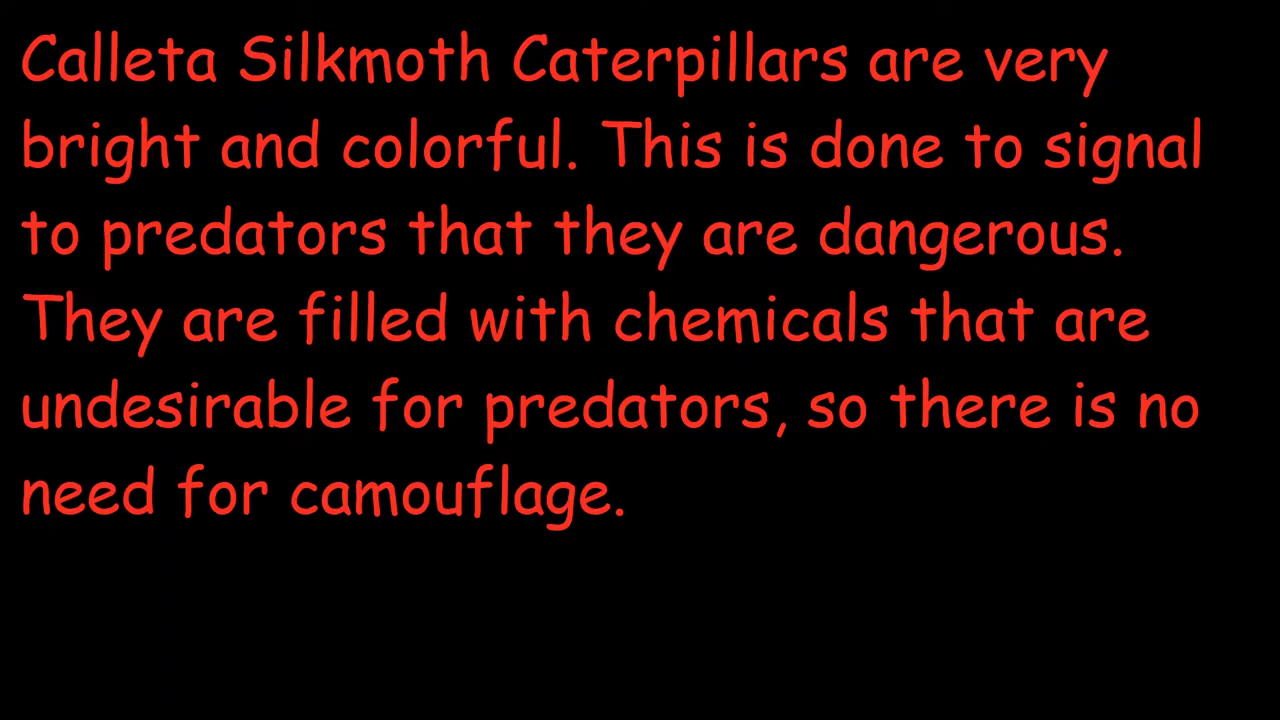 Calleta Silkmoth Caterpillars are very
bright and colorful. This is done to signal
to predators that they are dangerous.
They are filled with chemicals that are
undesirable for predators, so there is no
need for camouflage.